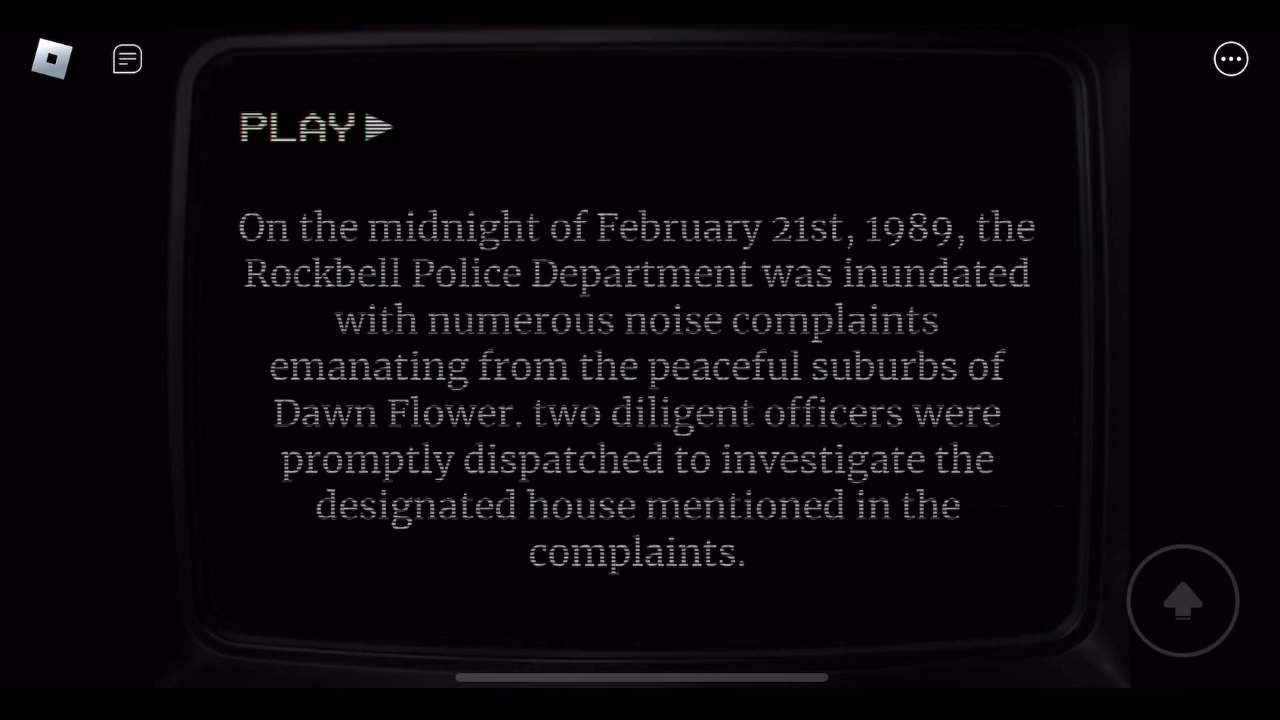 PLAY
On the midnight of February 21st, 1989, the
Rockbell Police Department was inundated
with numerous noise complaints
emanating from the peaceful suburbs of
Dawn Flower. two diligent officers were
promptly dispatched to investigate the
designated house mentioned in the
complaints.